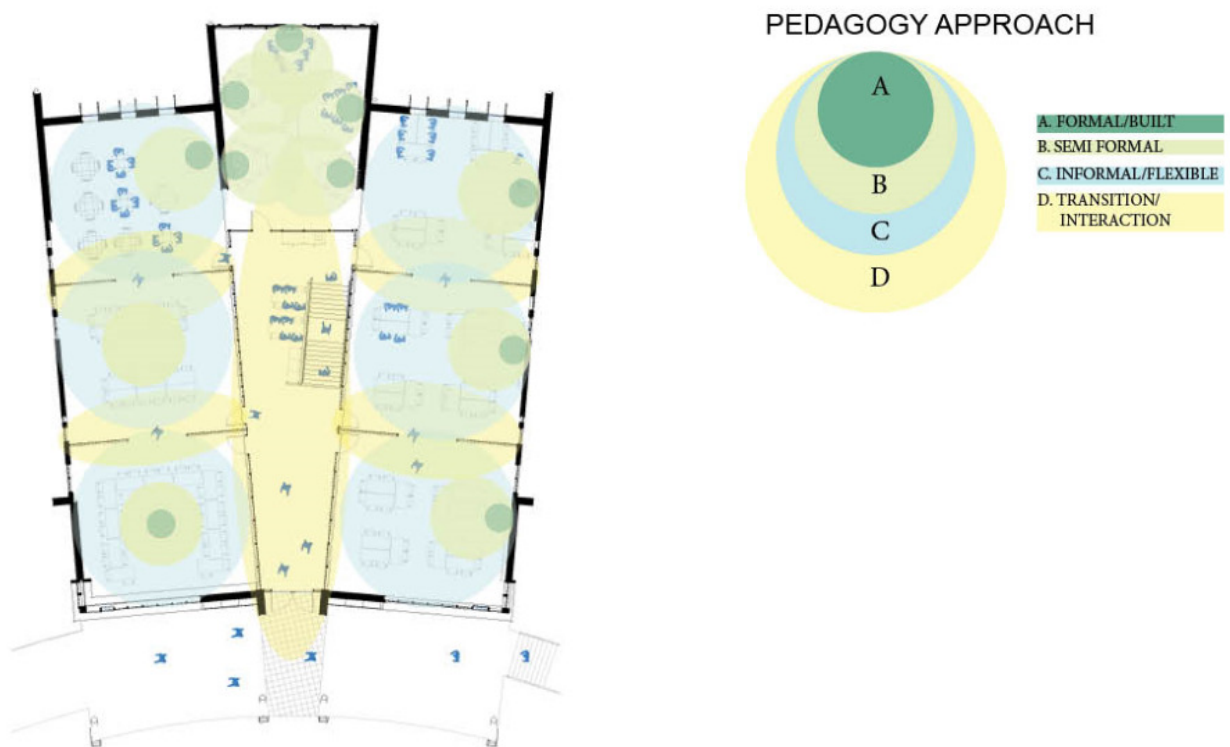 PEDAGOGY APPROACH
A
B
C
D
A. FORMAL/BUILT
B. SEMI FORMAL
C. INFORMAL/FLEXIBLE
D. TRANSITION/
INTERACTION